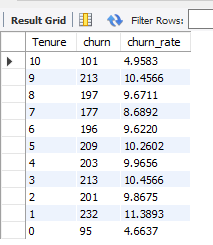 Result Grid Filter Rows:
Tenure churn churn_rate
10 101 4.9583
9 213 10.4566
8 197 9.6711
7 177 8.6892
6 196 9.6220
5 209 10.2602
4 203 9.9656
3 213 10.4566
2 201 9.8675
1 232 11.3893
0 95 4.6637